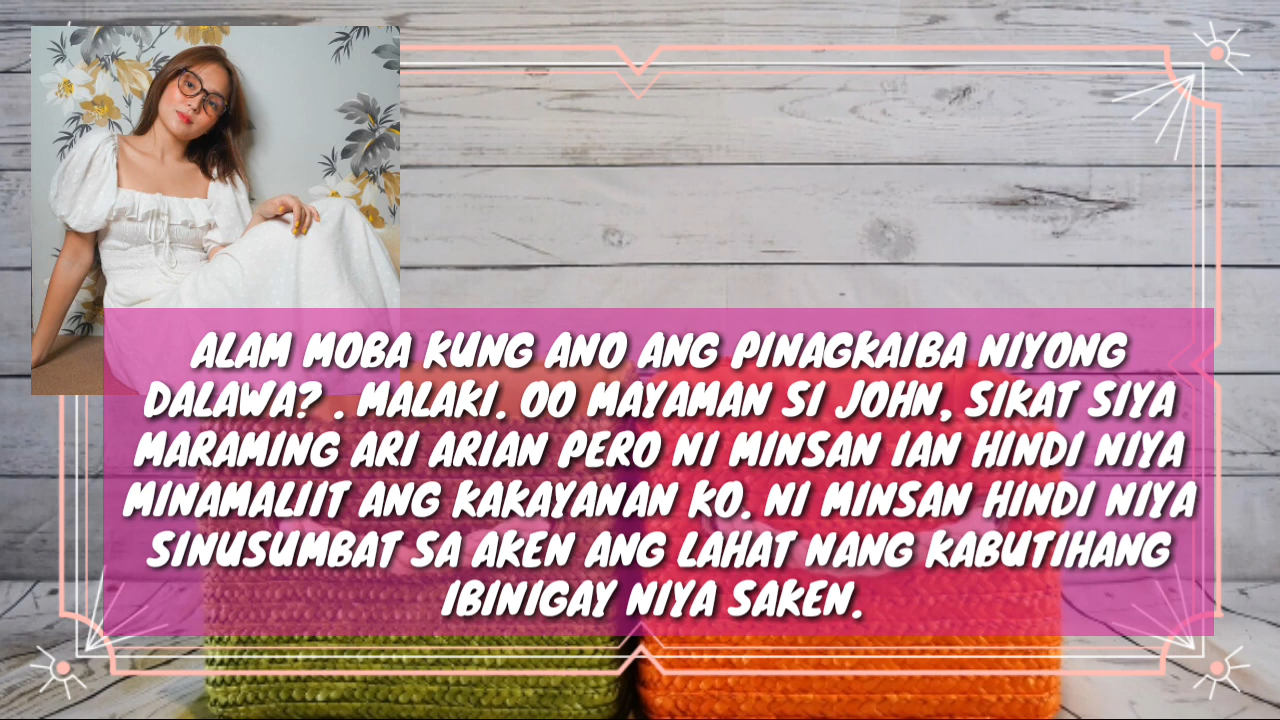 ALAM MOBA KUNG ANO ANG PINAGKAIBA NIYONG
DALAWA? . MALAKI. OO MAYAMAN SI JOHN, SIKAT SIYA
MARAMING ARI ARIAN PERO NI MINSAN IAN HINDI NIYA
MINAMALIIT ANG KAKAYANAN KO. NI MINSAN HINDI NIYA
SINUSUMBAT SA AKEN ANG LAHAT NANG KABUTIHANG
IBINIGAY NIYA SAKEN.